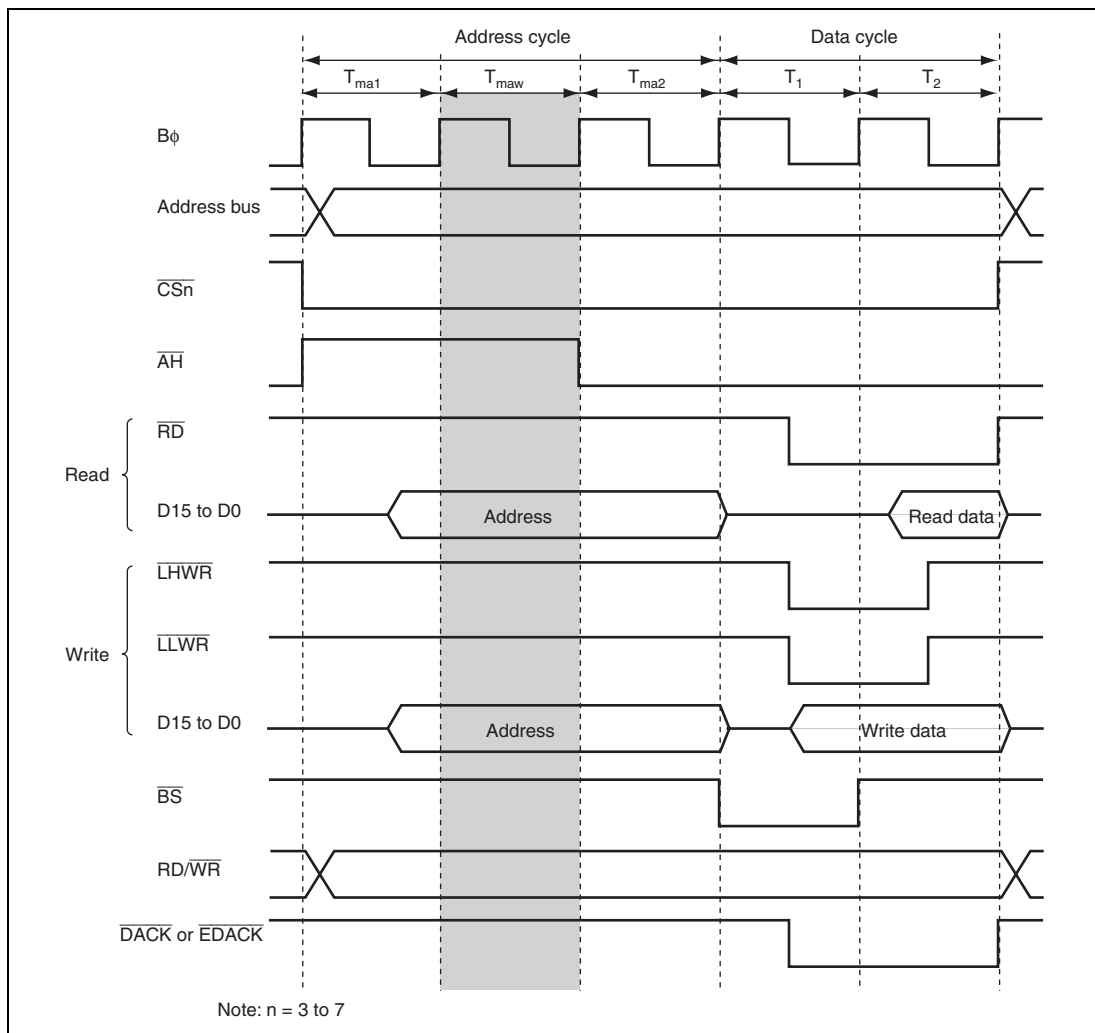 Address cycle
Data cycle
Tma1
Tmaw
Tma2
T1
T2
Bϕ
Address bus
CSn
AH
RD
Read
D15 to D0
Address
Read data
LHWR
LLWR
Write
D15 to D0
Address
Write data
BS
RD/WR
DACK or EDACK
Note: n = 3 to 7